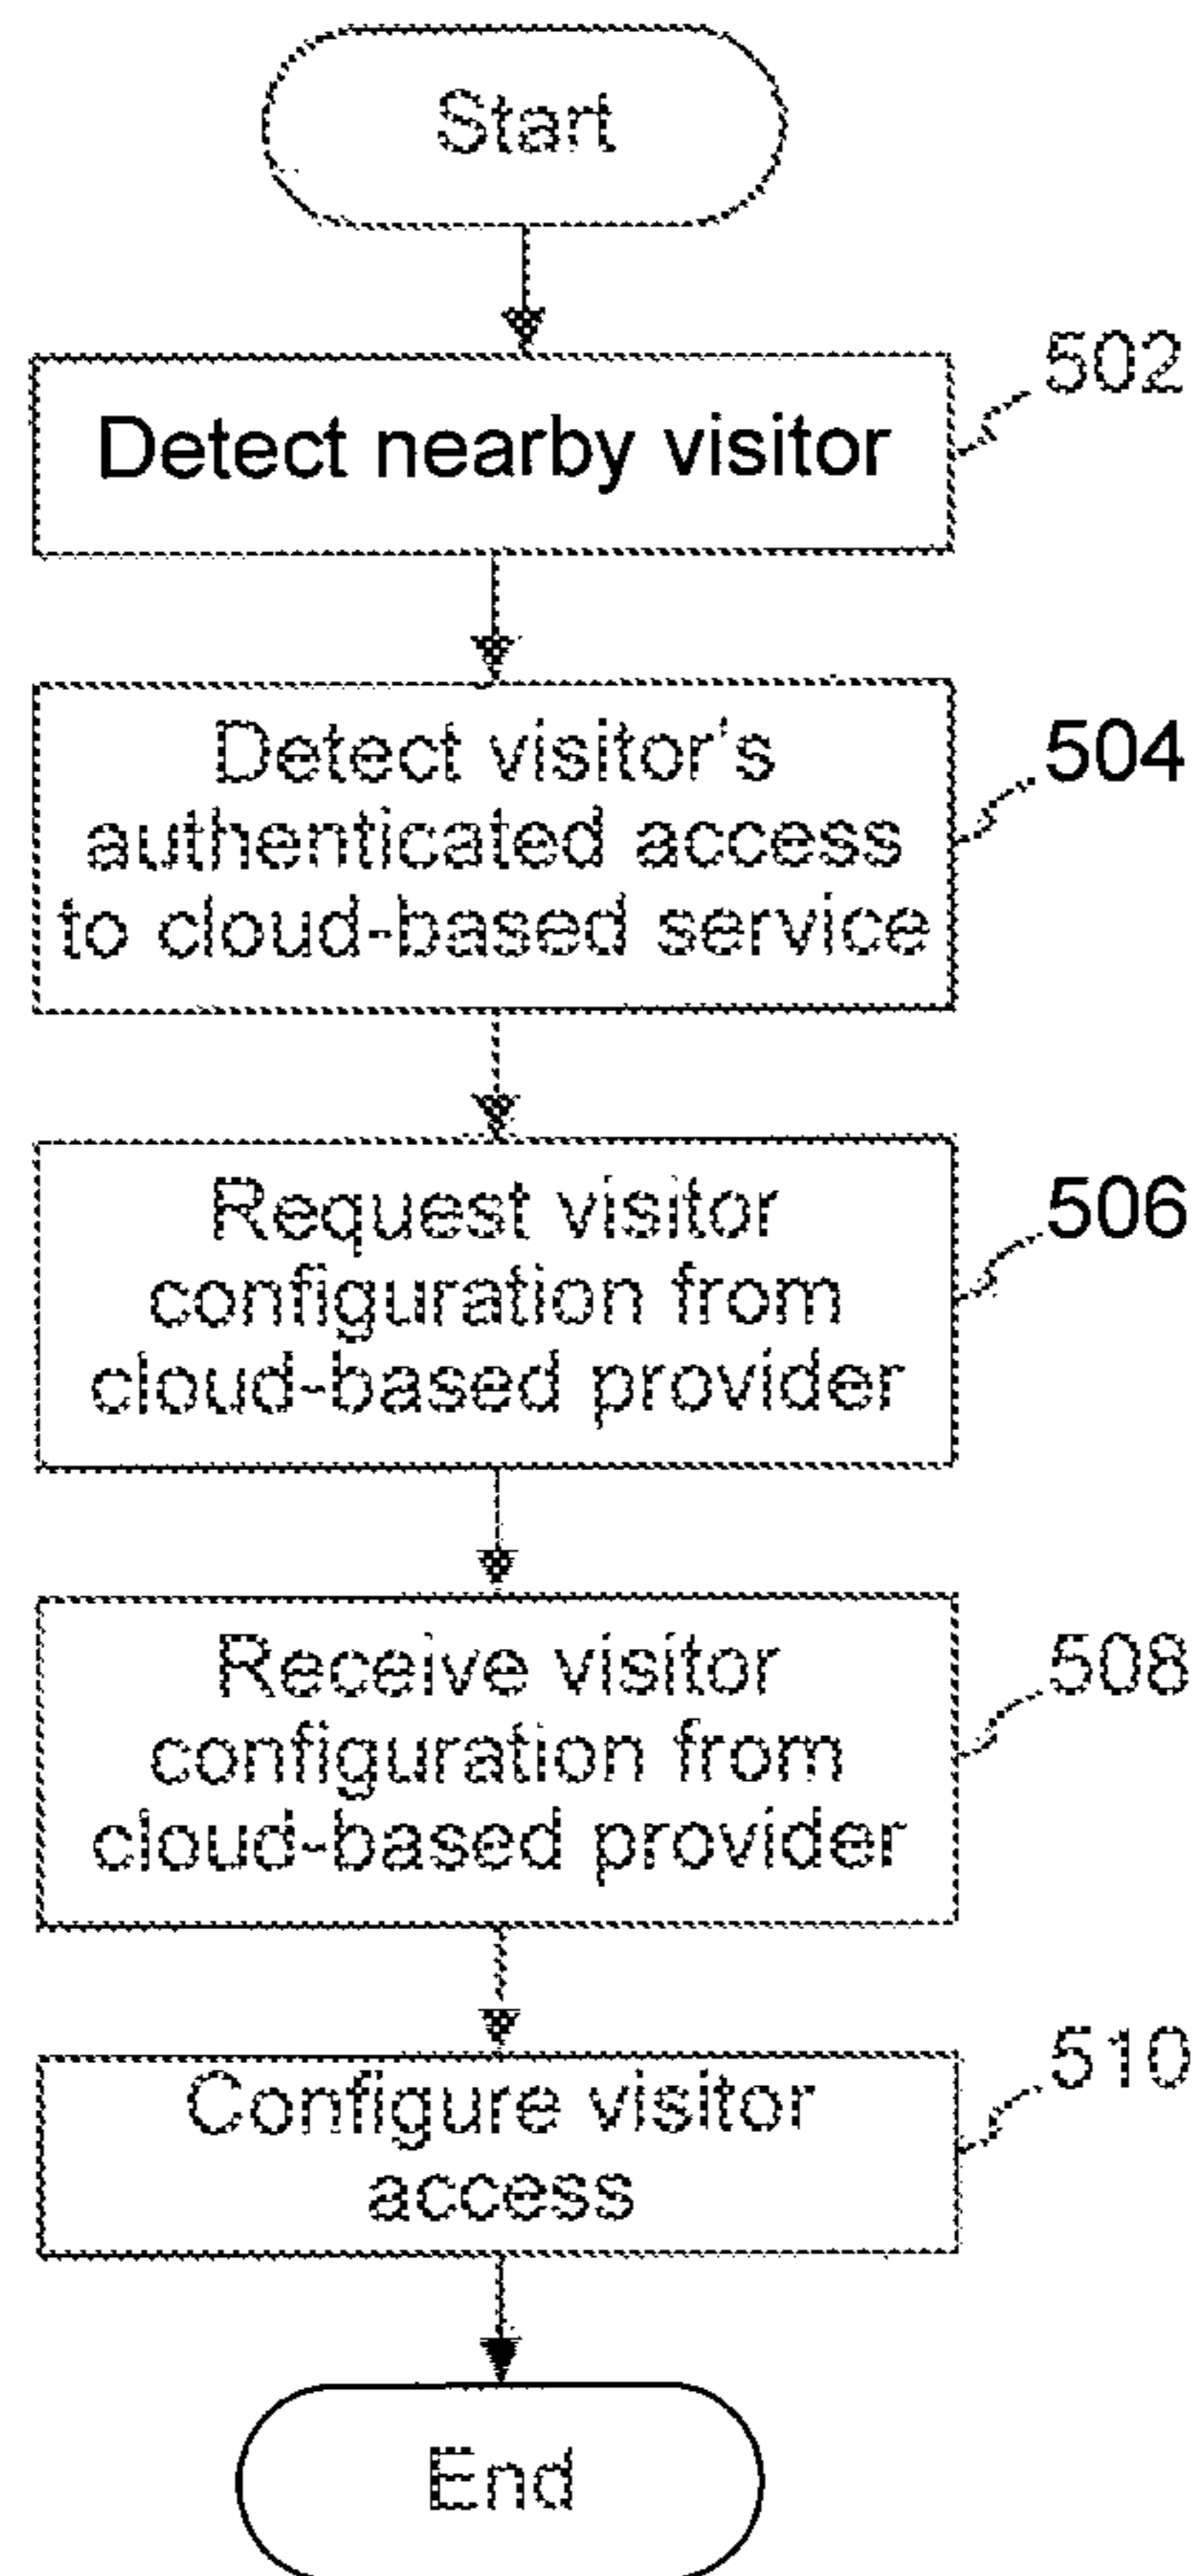 Start
502
Detect nearby visitor
504
Detect visitor's
authenticated access
to cloud-based service
506
Request visitor
configuration from
cloud-based provider
508
Receive visitor
configuration from
cloud-based provider
510
Configure visitor
access
End